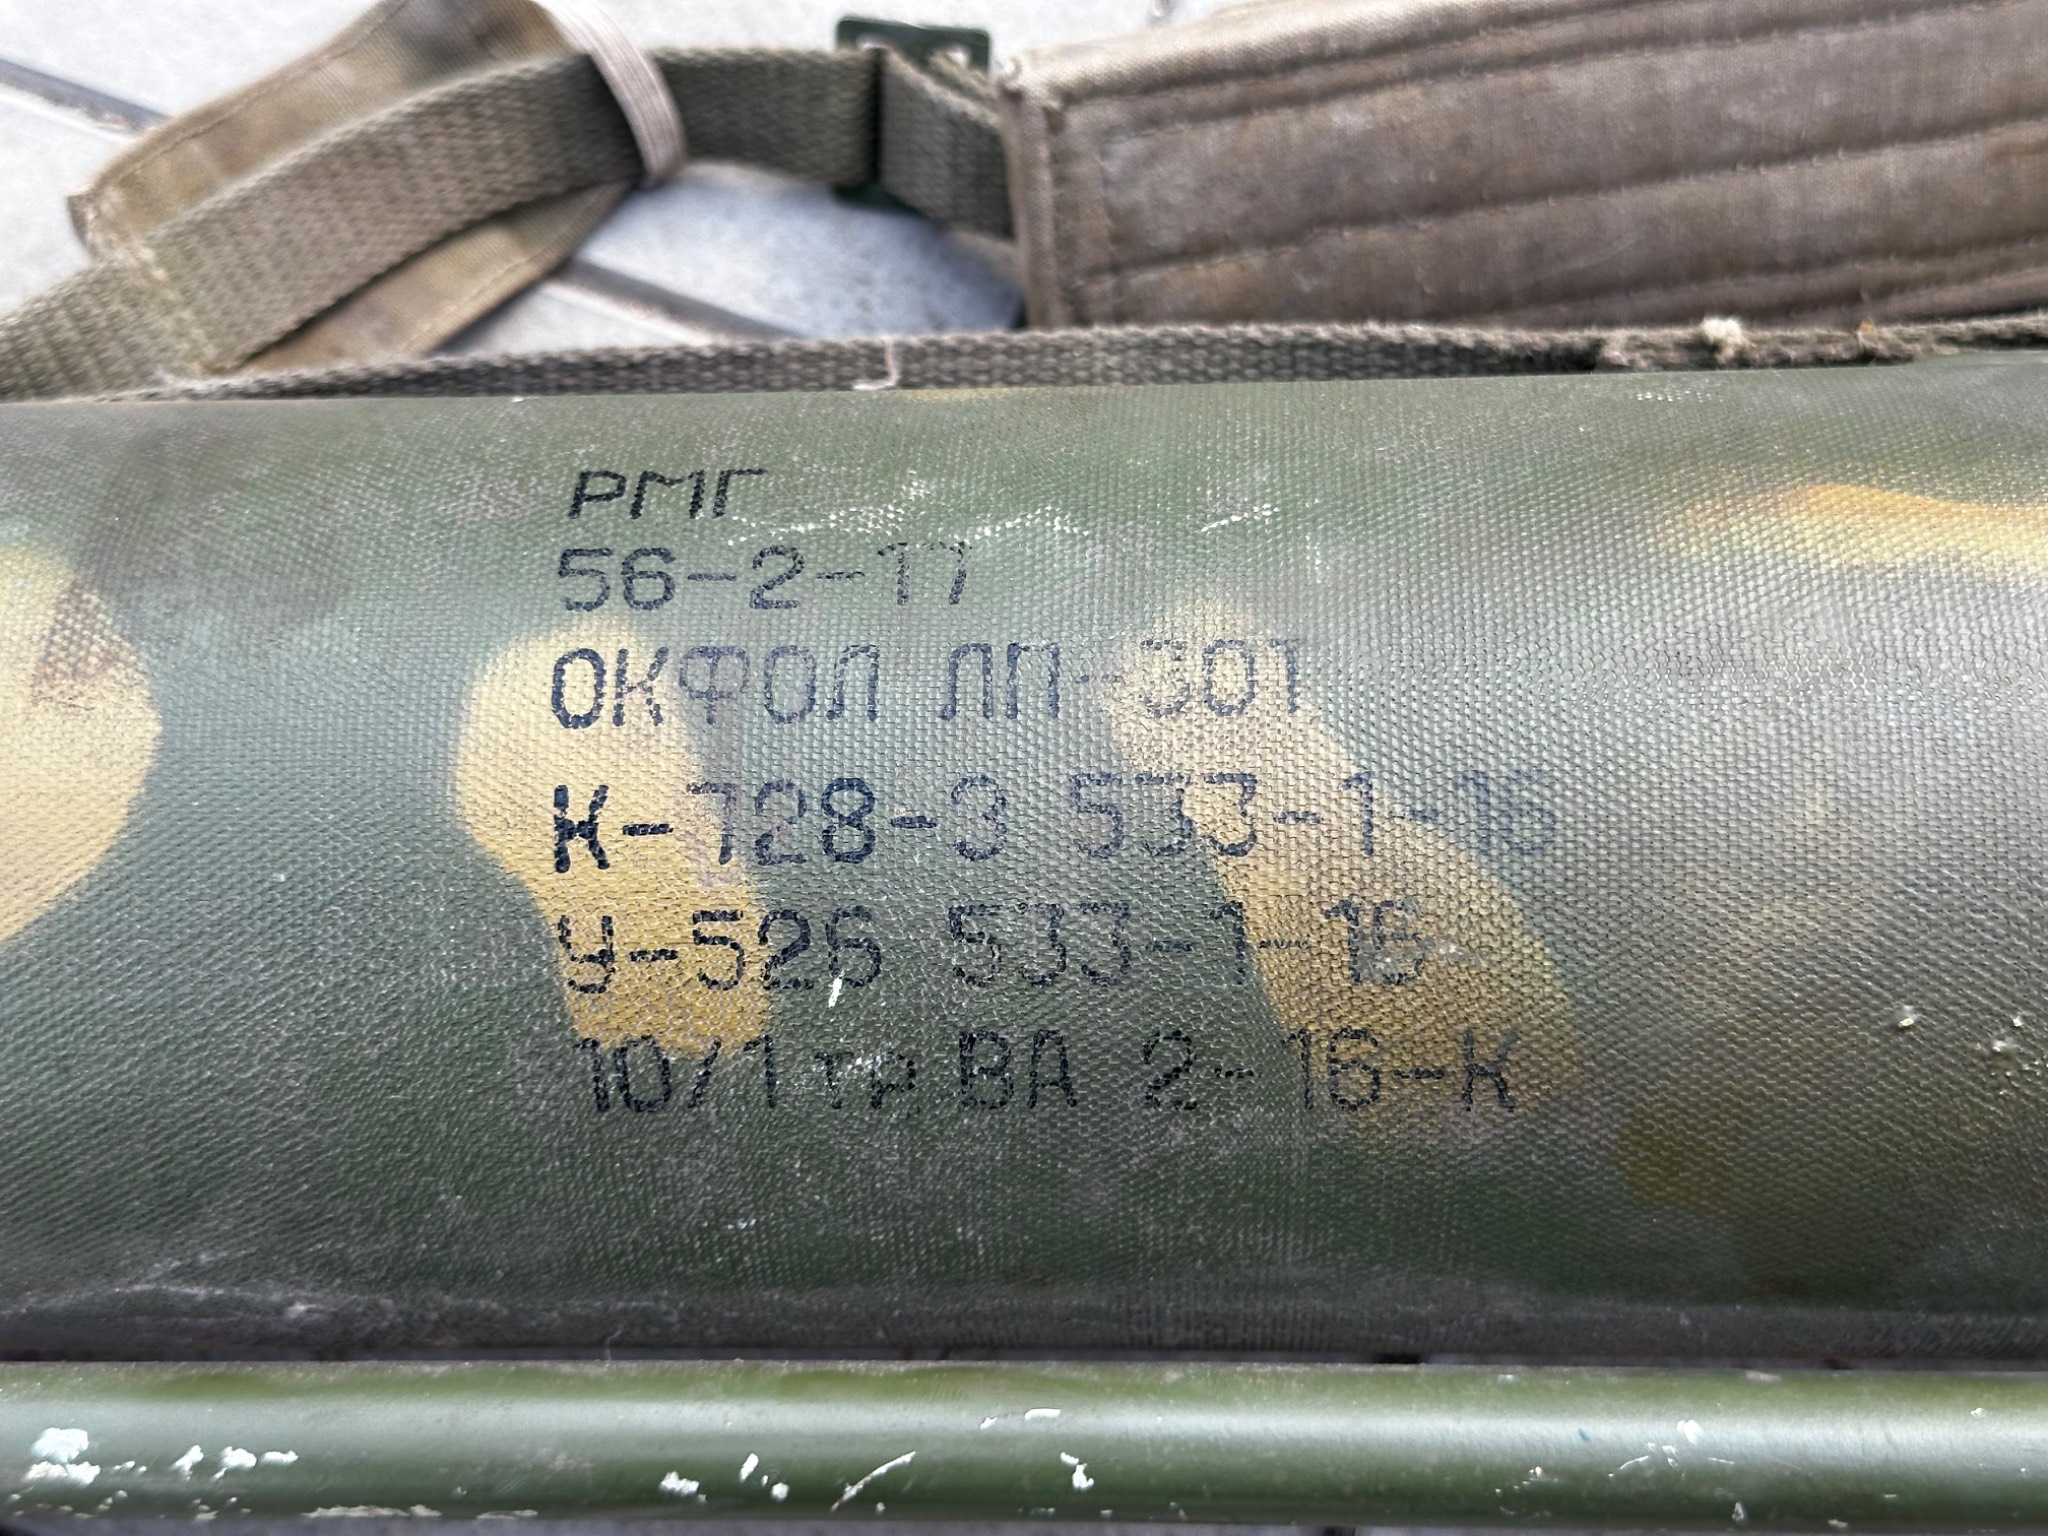 РМГ
56-2-17
ОКФОЛ ЛП-30Т
К-728-3 533-1-16
У-526 533-1-16
10/1 тр ВА 2-16-К